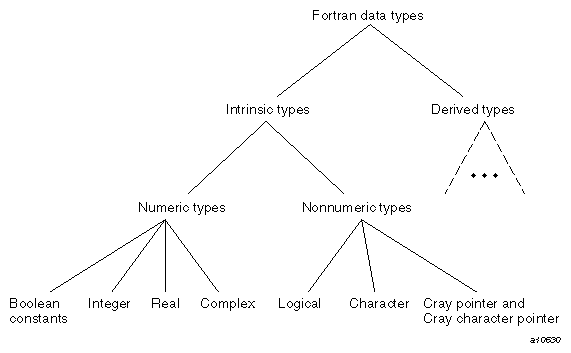 Fortran data types
Intrinsic types
Derived types
Numeric types
Nonnumeric types
Boolean
constants
Integer
Real
Complex
Logical
Character
Cray pointer and
Cray character pointer
a10630